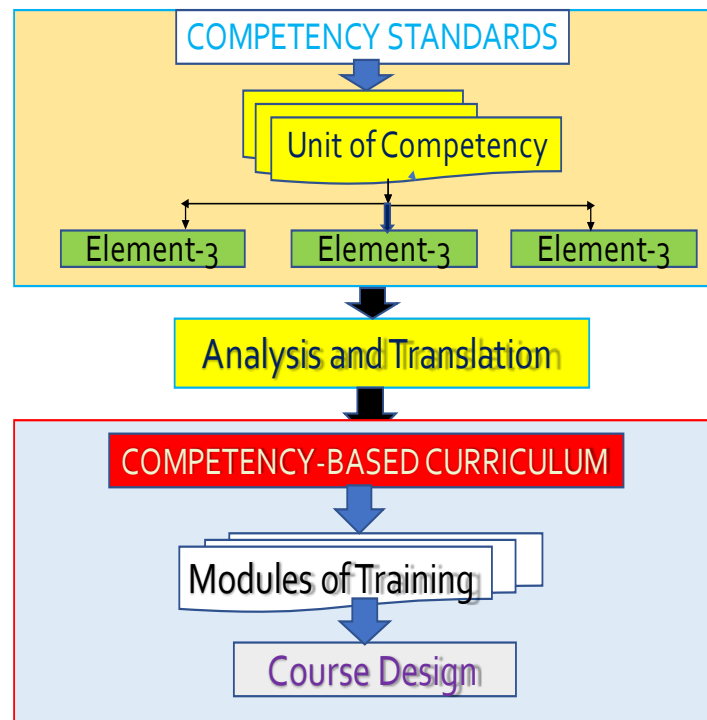 COMPETENCY STANDARDS
Unit of Competency
Element-3
Element-3
Element-3
Analysis and Translation
COMPETENCY-BASED CURRICULUM
Modules of Training
Course Design